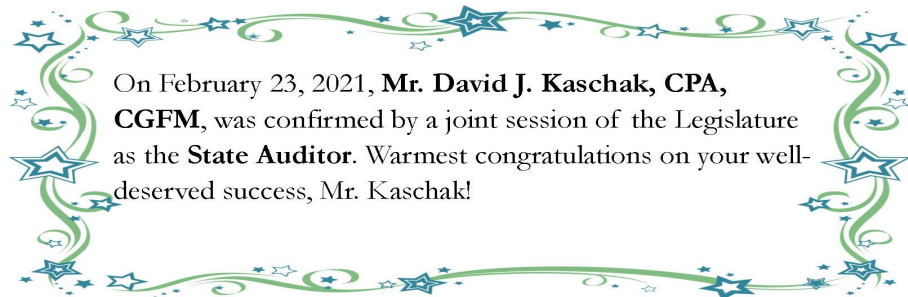 On February 23, 2021, Mr. David J. Kaschak, CPA,
CGFM, was confirmed by a joint session of the Legislature
as the State Auditor. Warmest congratulations on your well-
deserved success, Mr. Kaschak!